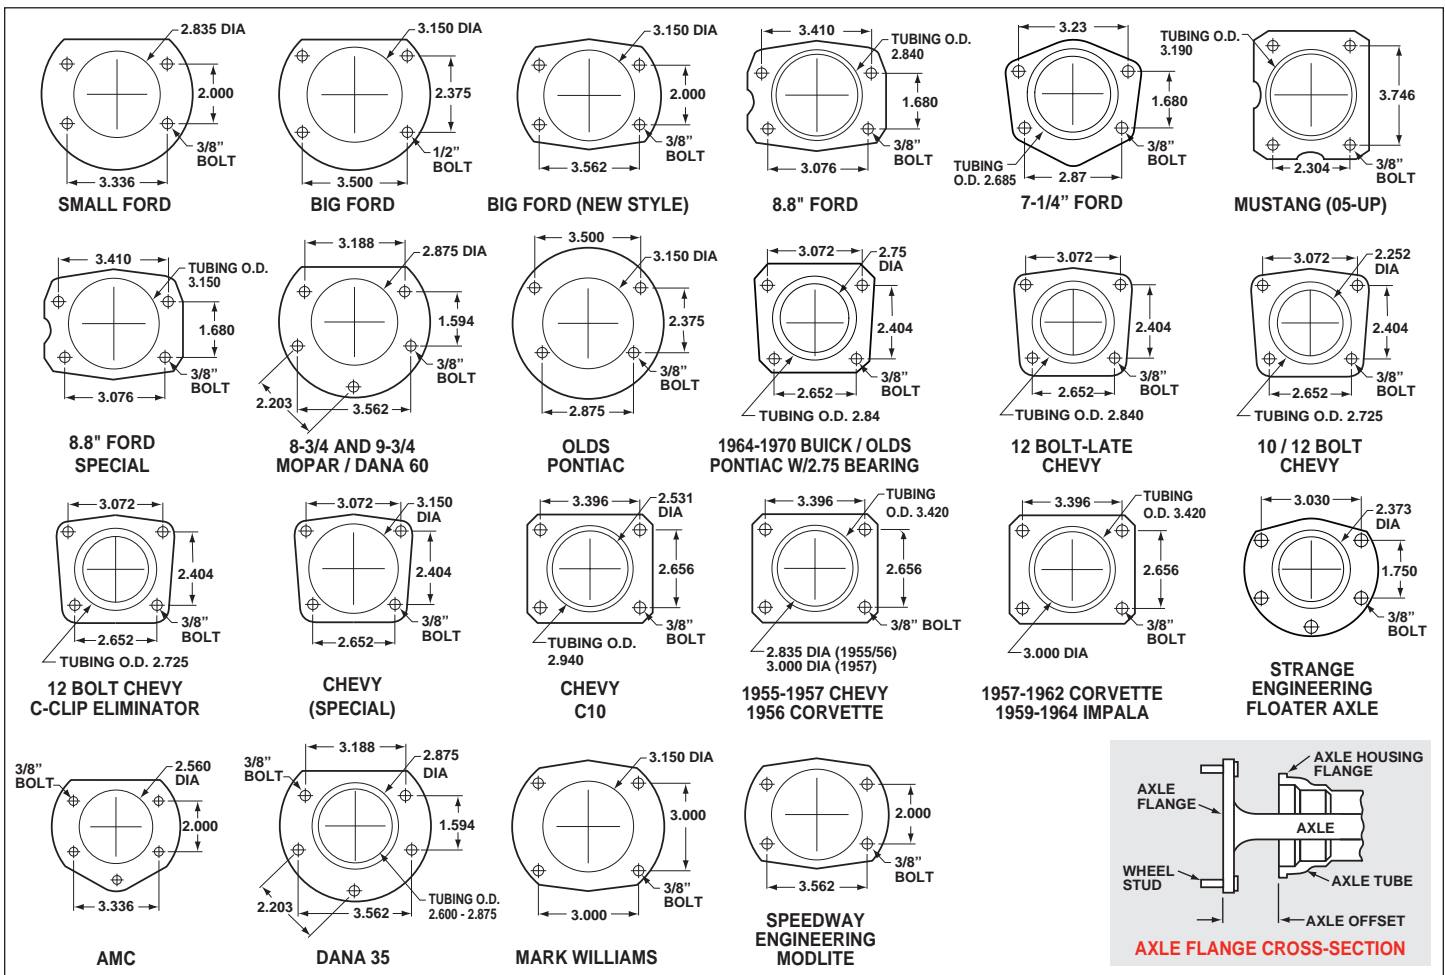 2.835 DIA
2.000
3/8”
BOLT
3.336
SMALL FORD
3.150 DIA
2.375
1/2”
BOLT
3.500
BIG FORD
3.150 DIA
2.000
3/8”
BOLT
3.562
BIG FORD (NEW STYLE)
3.410
TUBING O.D.
2.840
1.680
3/8”
BOLT
3.076
8.8" FORD
3.23
1.680
3/8”
BOLT
TUBING
O.D. 2.685
2.87
7-1/4” FORD
TUBING O.D.
3.190
3.746
3/8”
BOLT
2.304
MUSTANG (05-UP)
3.410
TUBING O.D.
3.150
1.680
3/8”
BOLT
3.076
8.8" FORD
SPECIAL
3.188
2.875 DIA
1.594
3/8”
BOLT
2.203
3.562
8-3/4 AND 9-3/4
MOPAR / DANA 60
3.500
3.150 DIA
2.375
3/8”
BOLT
2.875
OLDS
PONTIAC
3.072
2.75
DIA
2.404
3/8”
BOLT
2.652
TUBING O.D. 2.84
1964-1970 BUICK / OLDS
PONTIAC W/2.75 BEARING
3.072
2.404
3/8”
BOLT
2.652
TUBING O.D. 2.840
12 BOLT-LATE
CHEVY
3.072
2.252
DIA
2.404
3/8”
BOLT
2.652
TUBING O.D. 2.725
10 / 12 BOLT
CHEVY
3.072
2.404
3/8”
BOLT
2.652
TUBING O.D. 2.725
12 BOLT CHEVY
C-CLIP ELIMINATOR
3.072
3.150
DIA
2.404
3/8”
BOLT
2.652
CHEVY
(SPECIAL)
3.396
2.531
DIA
2.656
3/8”
BOLT
TUBING O.D.
2.940
CHEVY
C10
3.396
TUBING
O.D. 3.420
2.656
3/8” BOLT
2.835 DIA (1955/56)
3.000 DIA (1957)
1955-1957 CHEVY
1956 CORVETTE
3.396
TUBING
O.D. 3.420
2.656
3/8”
BOLT
3.000 DIA
1957-1962 CORVETTE
1959-1964 IMPALA
3.030
2.373
DIA
1.750
3/8”
BOLT
STRANGE
ENGINEERING
FLOATER AXLE
3/8”
BOLT
2.560
DIA
2.000
3.336
AMC
3/8”
BOLT
3.188
2.875
DIA
1.594
2.203
3.562
TUBING O.D.
2.600 - 2.875
DANA 35
3.150 DIA
3.000
3/8”
BOLT
3.000
MARK WILLIAMS
2.000
3/8”
BOLT
3.562
SPEEDWAY
ENGINEERING
MODLITE
AXLE HOUSING
FLANGE
AXLE
FLANGE
AXLE
WHEEL
STUD
AXLE TUBE
AXLE OFFSET
AXLE FLANGE CROSS-SECTION